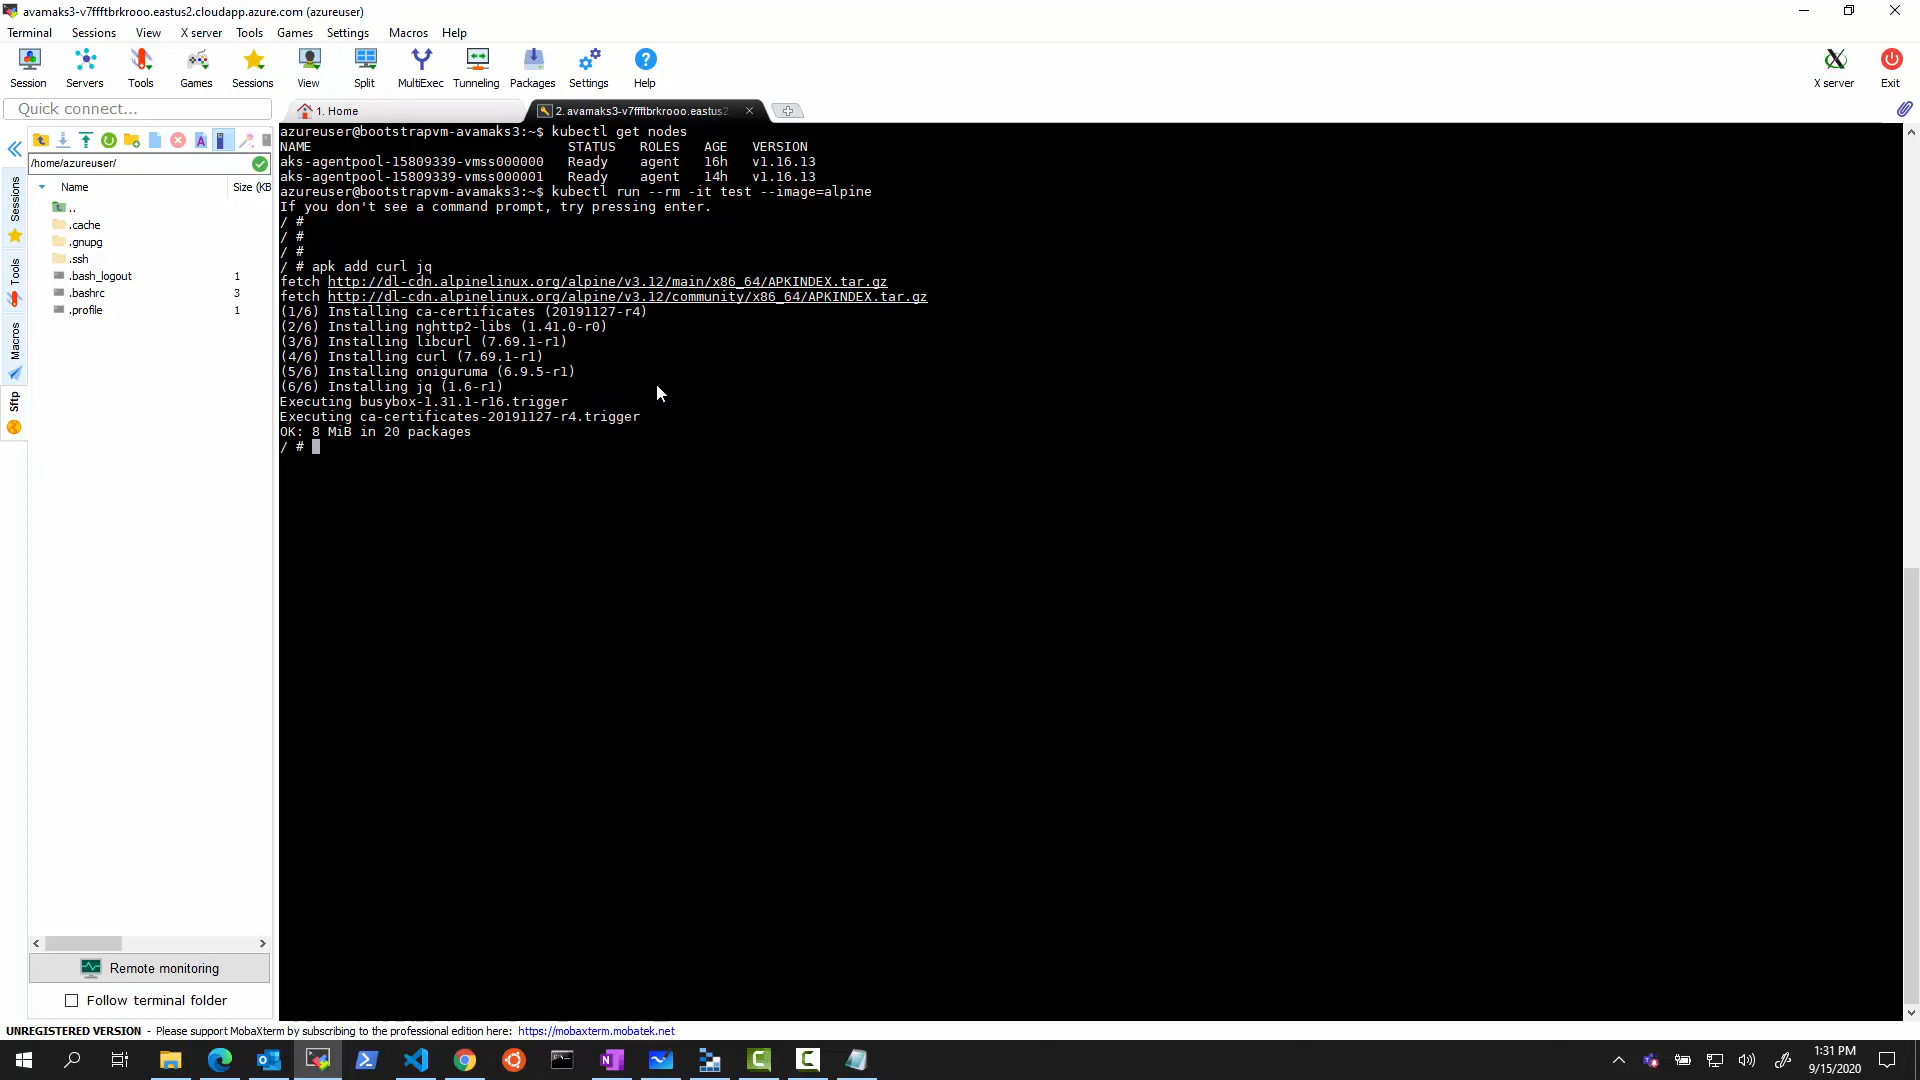 avamaks3-v7ffftbrkrooo.eastus2.cloudapp.azure.com (azureuser)
Terminal Sessions View X server Tools Games Settings Macros Help
Session Servers Tools Games Sessions View Split MultiExec Tunneling Packages Settings Help X server Exit
Quick connect...
1. Home
2. avamaks3-v7ffftbrkrooo.eastus2.
/home/azureuser/
Name Size (KB
..
.cache
.gnupg
.ssh
.bash_logout 1
.bashrc 3
.profile 1
Sessions
Tools
Macros
Sftp
azureuser@bootstrapvm-avamaks3:~$ kubectl get nodes
NAME STATUS ROLES AGE VERSION
aks-agentpool-15809339-vmss000000 Ready agent 16h v1.16.13
aks-agentpool-15809339-vmss000001 Ready agent 14h v1.16.13
azureuser@bootstrapvm-avamaks3:~$ kubectl run --rm -it test --image=alpine
If you don't see a command prompt, try pressing enter.
/ #
/ #
/ #
/ # apk add curl jq
fetch http://dl-cdn.alpinelinux.org/alpine/v3.12/main/x86_64/APKINDEX.tar.gz
fetch http://dl-cdn.alpinelinux.org/alpine/v3.12/community/x86_64/APKINDEX.tar.gz
(1/6) Installing ca-certificates (20191127-r4)
(2/6) Installing nghttp2-libs (1.41.0-r0)
(3/6) Installing libcurl (7.69.1-r1)
(4/6) Installing curl (7.69.1-r1)
(5/6) Installing oniguruma (6.9.5-r1)
(6/6) Installing jq (1.6-r1)
Executing busybox-1.31.1-r16.trigger
Executing ca-certificates-20191127-r4.trigger
OK: 8 MiB in 20 packages
/ #
Remote monitoring
Follow terminal folder
UNREGISTERED VERSION - Please support MobaXterm by subscribing to the professional edition here: https://mobaxterm.mobatek.net
1:31 PM
9/15/2020